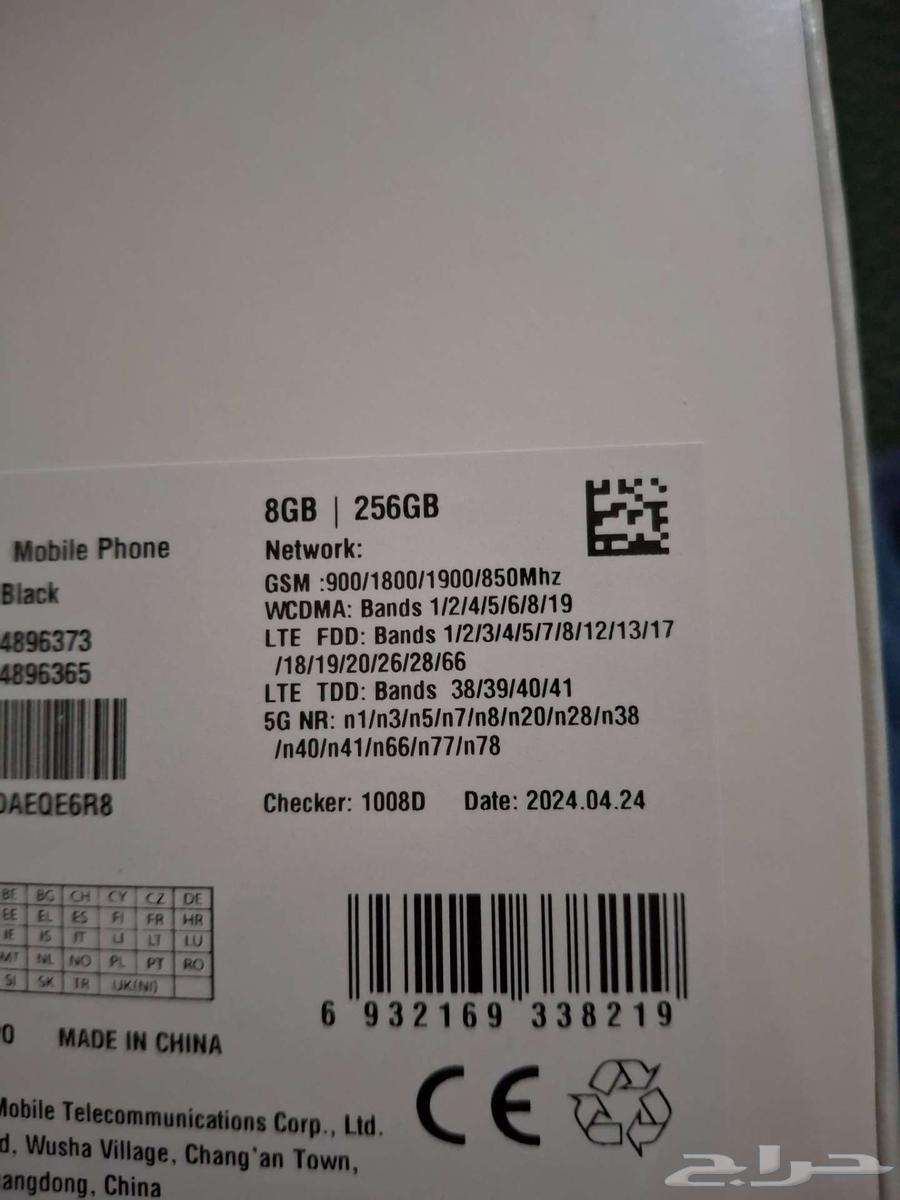 8GB | 256GB
Network:
GSM :900/1800/1900/850Mhz
WCDMA: Bands 1/2/4/5/6/8/19
LTE FDD: Bands 1/2/3/4/5/7/8/12/13/17
/18/19/20/26/28/66
LTE TDD: Bands 38/39/40/41
5G NR: n1/n3/n5/n7/n8/n20/n28/n38
/n40/n41/n66/n77/n78
Checker: 1008D Date: 2024.04.24
Mobile Phone
Black
4896373
4896365
DAEQE6R8
BE BG CH CY CZ DE
EE EL ES FI FR HR
IE IS IT LI LT LU
MT NL NO PL PT RO
SI SK TR UK(NI)
6 932169 338219
0 MADE IN CHINA
Mobile Telecommunications Corp., Ltd.
d, Wusha Village, Chang'an Town,
angdong, China
CE
حراج